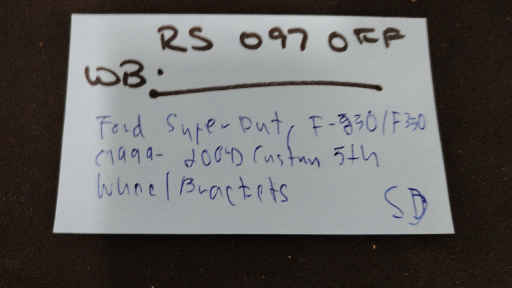 RS 097 OFF
WB:
Ford Super Duty F-250/F350
(1999-2004) Custom 5th
Wheel Brackets
SD